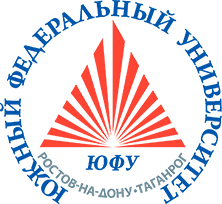 ЮЖНЫЙ ФЕДЕРАЛЬНЫЙ УНИВЕРСИТЕТ
ЮФУ
РОСТОВ-НА-ДОНУ·ТАГАНРОГ